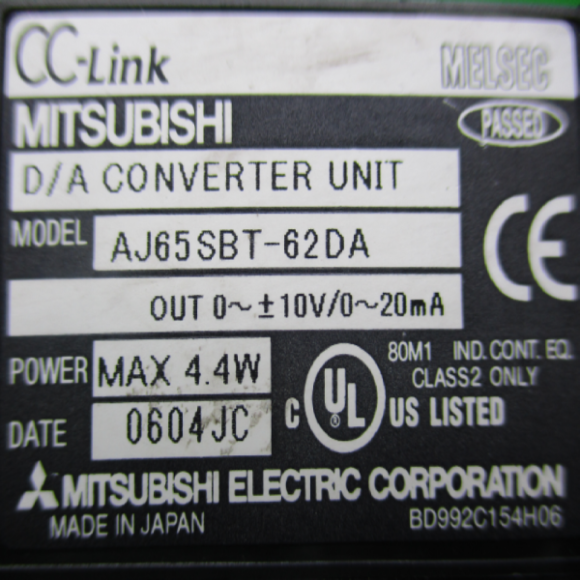 CC-Link MELSEC
MITSUBISHI PASSED
D/A CONVERTER UNIT
MODEL AJ65SBT-62DA
OUT 0~±10V/0~20mA
CE
POWER MAX 4.4W
80M1 IND. CONT. EQ.
CLASS2 ONLY
DATE 0604JC
C UL ® US LISTED
MITSUBISHI ELECTRIC CORPORATION
MADE IN JAPAN BD992C154H06